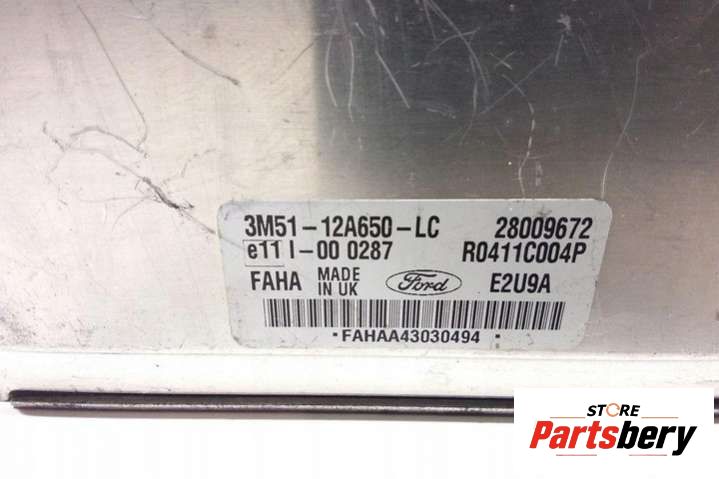 3M51-12A650-LC 28009672
e11 I-00 0287 R0411C004P
FAHA MADE IN UK Ford E2U9A
FAHAA43030494
STORE
Partsbery